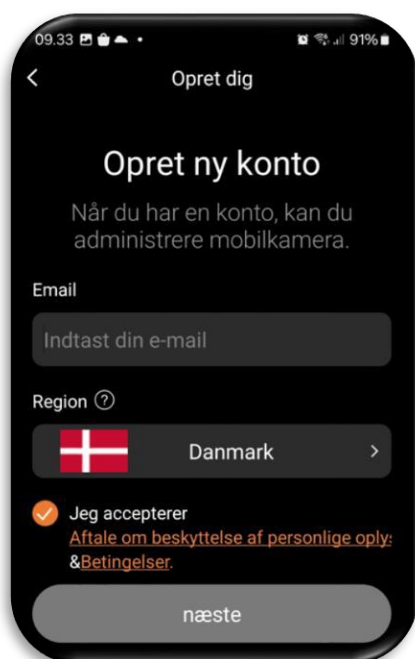 09.33 91%
Opret dig
Opret ny konto
Når du har en konto, kan du
administrere mobilkamera.
Email
Indtast din e-mail
Region ?
Danmark
Jeg accepterer
Aftale om beskyttelse af personlige
&Betingelser.
næste